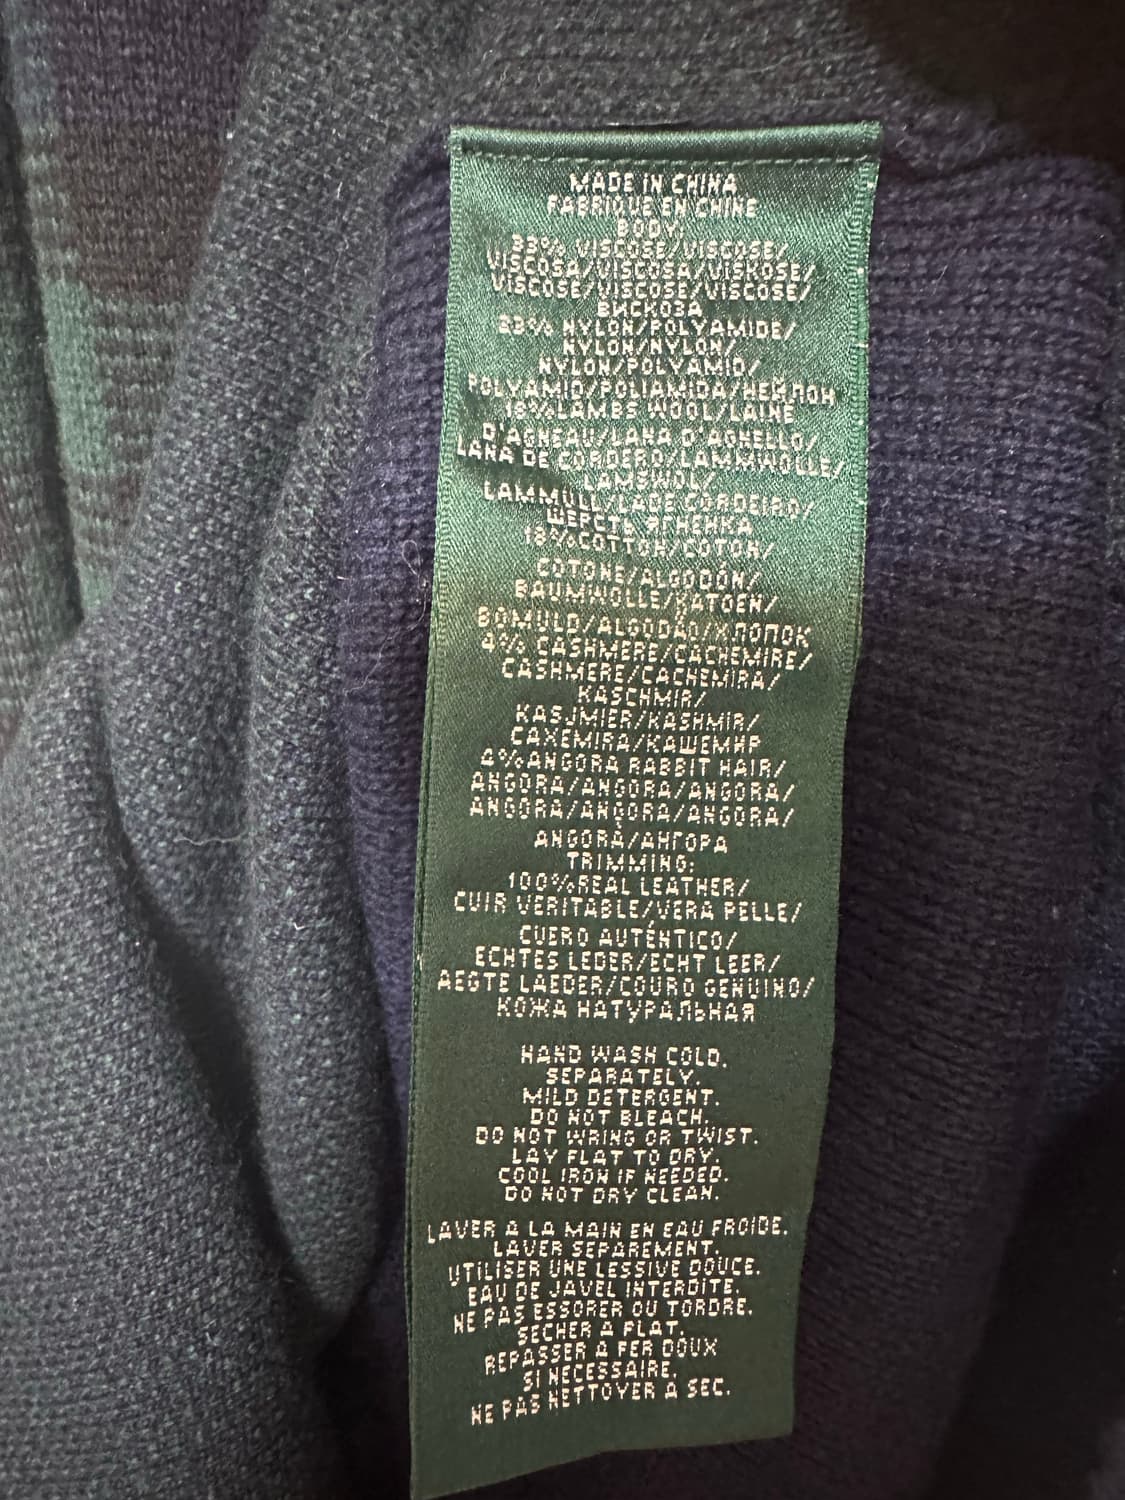 MADE IN CHINA
FABRIQUE EN CHINE
BODY:
33% VISCOSE/VISCOSE/
VISCOSA/VISCOSA/VISKOSE/
VISCOSE/VISCOSE/VISCOSE/
ВИСКОЗА
23% NYLON/POLYAMIDE/
NYLON/NYLON/
NYLON/POLYAMID/
POLYAMID/POLIAMIDA/НЕЙЛОН
18%LAMBS WOOL/LAINE
D'AGNEAU/LANA D'AGNELLO/
LANA DE CORDERO/LAMMWOLLE/
LAMSWOL/
LAMMULL/LADE CORDEIRO/
ШЕРСТЬ ЯГНЕНКА
18%COTTON/COTON/
COTONE/ALGODÓN/
BAUMWOLLE/KATOEN/
BOMULD/ALGODÃO/ХЛОПОК
4% CASHMERE/CACHEMIRE/
CASHMERE/CACHEMIRA/
KASCHMIR/
KASJMIER/KASHMIR/
CAXEMIRA/КАШЕМИР
4%ANGORA RABBIT HAIR/
ANGORA/ANGORA/ANGORA/
ANGORA/ANGORA/ANGORA/
ANGORÁ/АНГОРА
TRIMMING:
100%REAL LEATHER/
CUIR VERITABLE/VERA PELLE/
CUERO AUTÉNTICO/
ECHTES LEDER/ECHT LEER/
AEGTE LAEDER/COURO GENUINO/
КОЖА НАТУРАЛЬНАЯ
HAND WASH COLD.
SEPARATELY.
MILD DETERGENT.
DO NOT BLEACH.
DO NOT WRING OR TWIST.
LAY FLAT TO DRY.
COOL IRON IF NEEDED.
DO NOT DRY CLEAN.
LAVER A LA MAIN EN EAU FROIDE.
LAVER SEPAREMENT.
UTILISER UNE LESSIVE DOUCE.
EAU DE JAVEL INTERDITE.
NE PAS ESSORER OU TORDRE.
SECHER A PLAT.
REPASSER A FER DOUX
SI NECESSAIRE.
NE PAS NETTOYER A SEC.